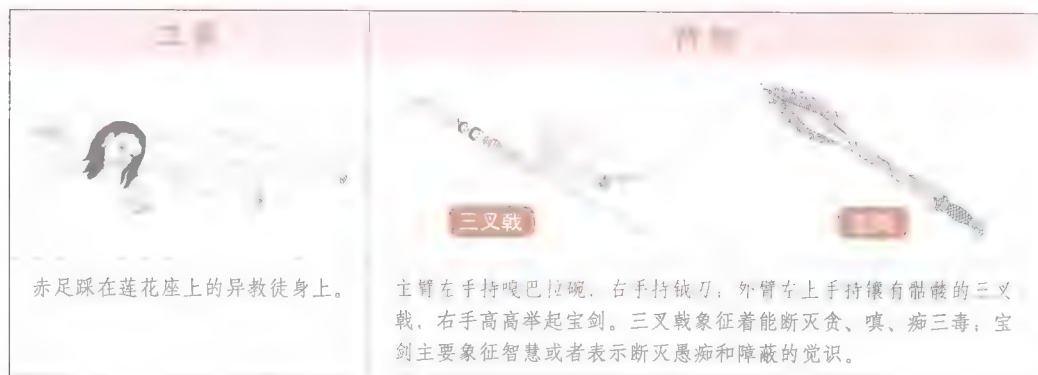 三叉戟
赤足踩在莲花座上的异教徒身上。
主臂左手持嘎巴拉碗，右手持钺刀；外臂左上手持镶有骷髅的三叉
戟，右手高高举起宝剑。三叉戟象征着能断灭贪、嗔、痴三毒；宝
剑主要象征智慧或者表示断灭愚痴和障蔽的觉识。